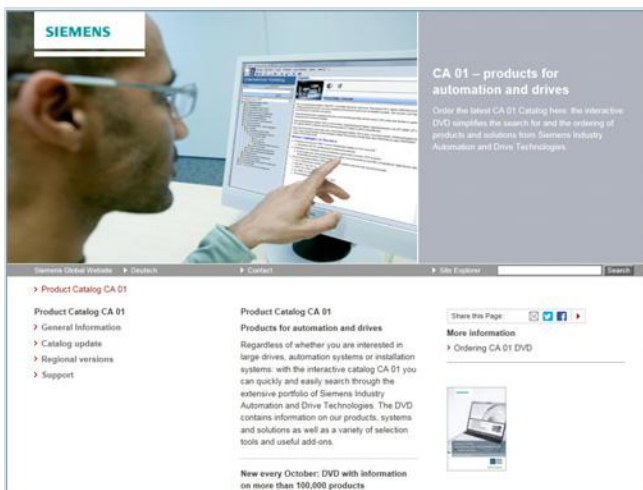 SIEMENS
CA 01 – products for
automation and drives
Order the latest CA 01 Catalog here: the interactive
DVD simplifies the search for and the ordering of
products and solutions from Siemens Industry
Automation and Drive Technologies.
Siemens Global Website Deutsch Contact Site Explorer Search
Product Catalog CA 01
Product Catalog CA 01
General Information
Catalog update
Regional versions
Support
Product Catalog CA 01
Products for automation and drives
Regardless of whether you are interested in
large drives, automation systems or installation
systems: with the interactive catalog CA 01 you
can quickly and easily search through the
extensive portfolio of Siemens Industry
Automation and Drive Technologies. The DVD
contains information on our products, systems
and solutions as well as a variety of selection
tools and useful add-ons.
New every October: DVD with information
on more than 100,000 products
Share this Page:
More information
Ordering CA 01 DVD